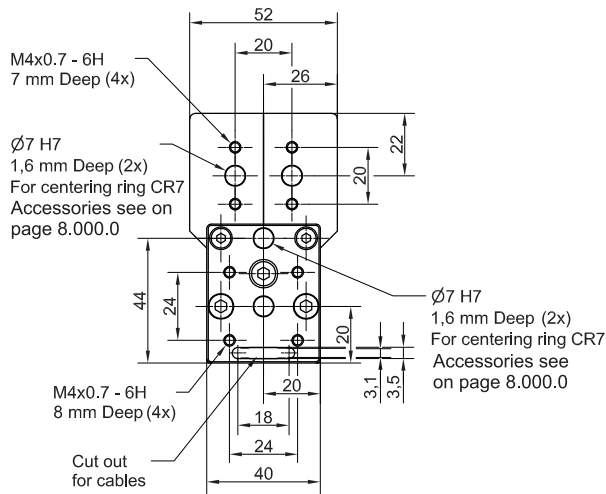 52
20
26
M4x0.7 - 6H
7 mm Deep (4x)
22
20
Ø7 H7
1,6 mm Deep (2x)
For centering ring CR7
Accessories see on
page 8.000.0
44
24
20
Ø7 H7
1,6 mm Deep (2x)
For centering ring CR7
Accessories see
on page 8.000.0
3,1
3,5
20
M4x0.7 - 6H
8 mm Deep (4x)
18
24
Cut out
for cables
40